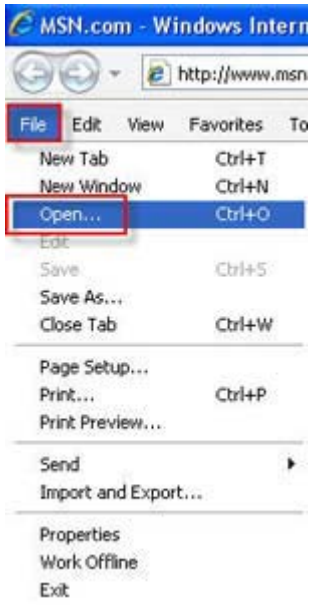 MSN.com - Windows Intern
http://www.msn
File Edit View Favorites To
New Tab Ctrl+T
New Window Ctrl+N
Open... Ctrl+O
Edit
Save Ctrl+S
Save As...
Close Tab Ctrl+W
Page Setup...
Print... Ctrl+P
Print Preview...
Send
Import and Export...
Properties
Work Offline
Exit